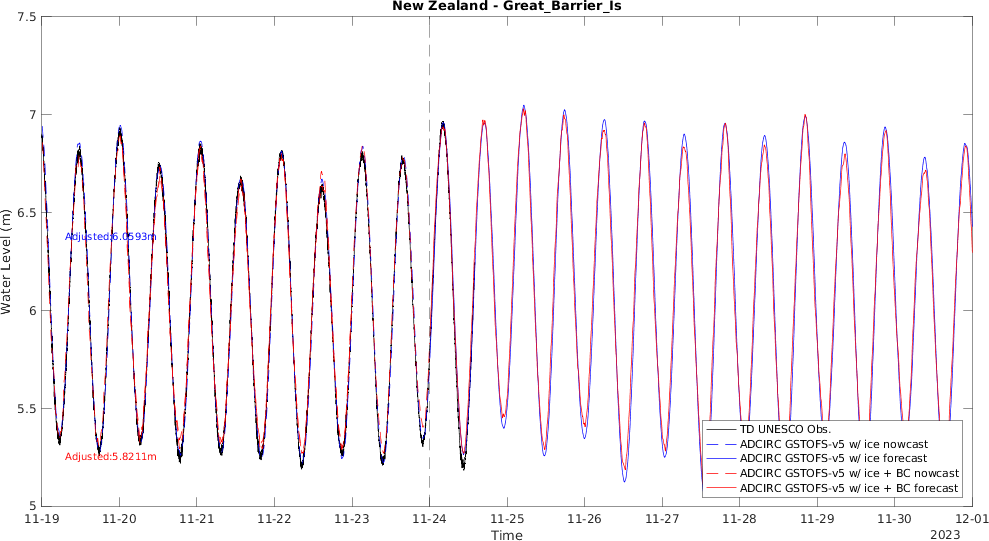 New Zealand - Great_Barrier_Is
7.5
7
6.5
6
5.5
5
Water Level (m)
Adjusted:6.0593m
Adjusted:5.8211m
TD UNESCO Obs.
ADCIRC GSTOFS-v5 w/ ice nowcast
ADCIRC GSTOFS-v5 w/ ice forecast
ADCIRC GSTOFS-v5 w/ ice + BC nowcast
ADCIRC GSTOFS-v5 w/ ice + BC forecast
11-19 11-20 11-21 11-22 11-23 11-24 11-25 11-26 11-27 11-28 11-29 11-30 12-01
Time
2023